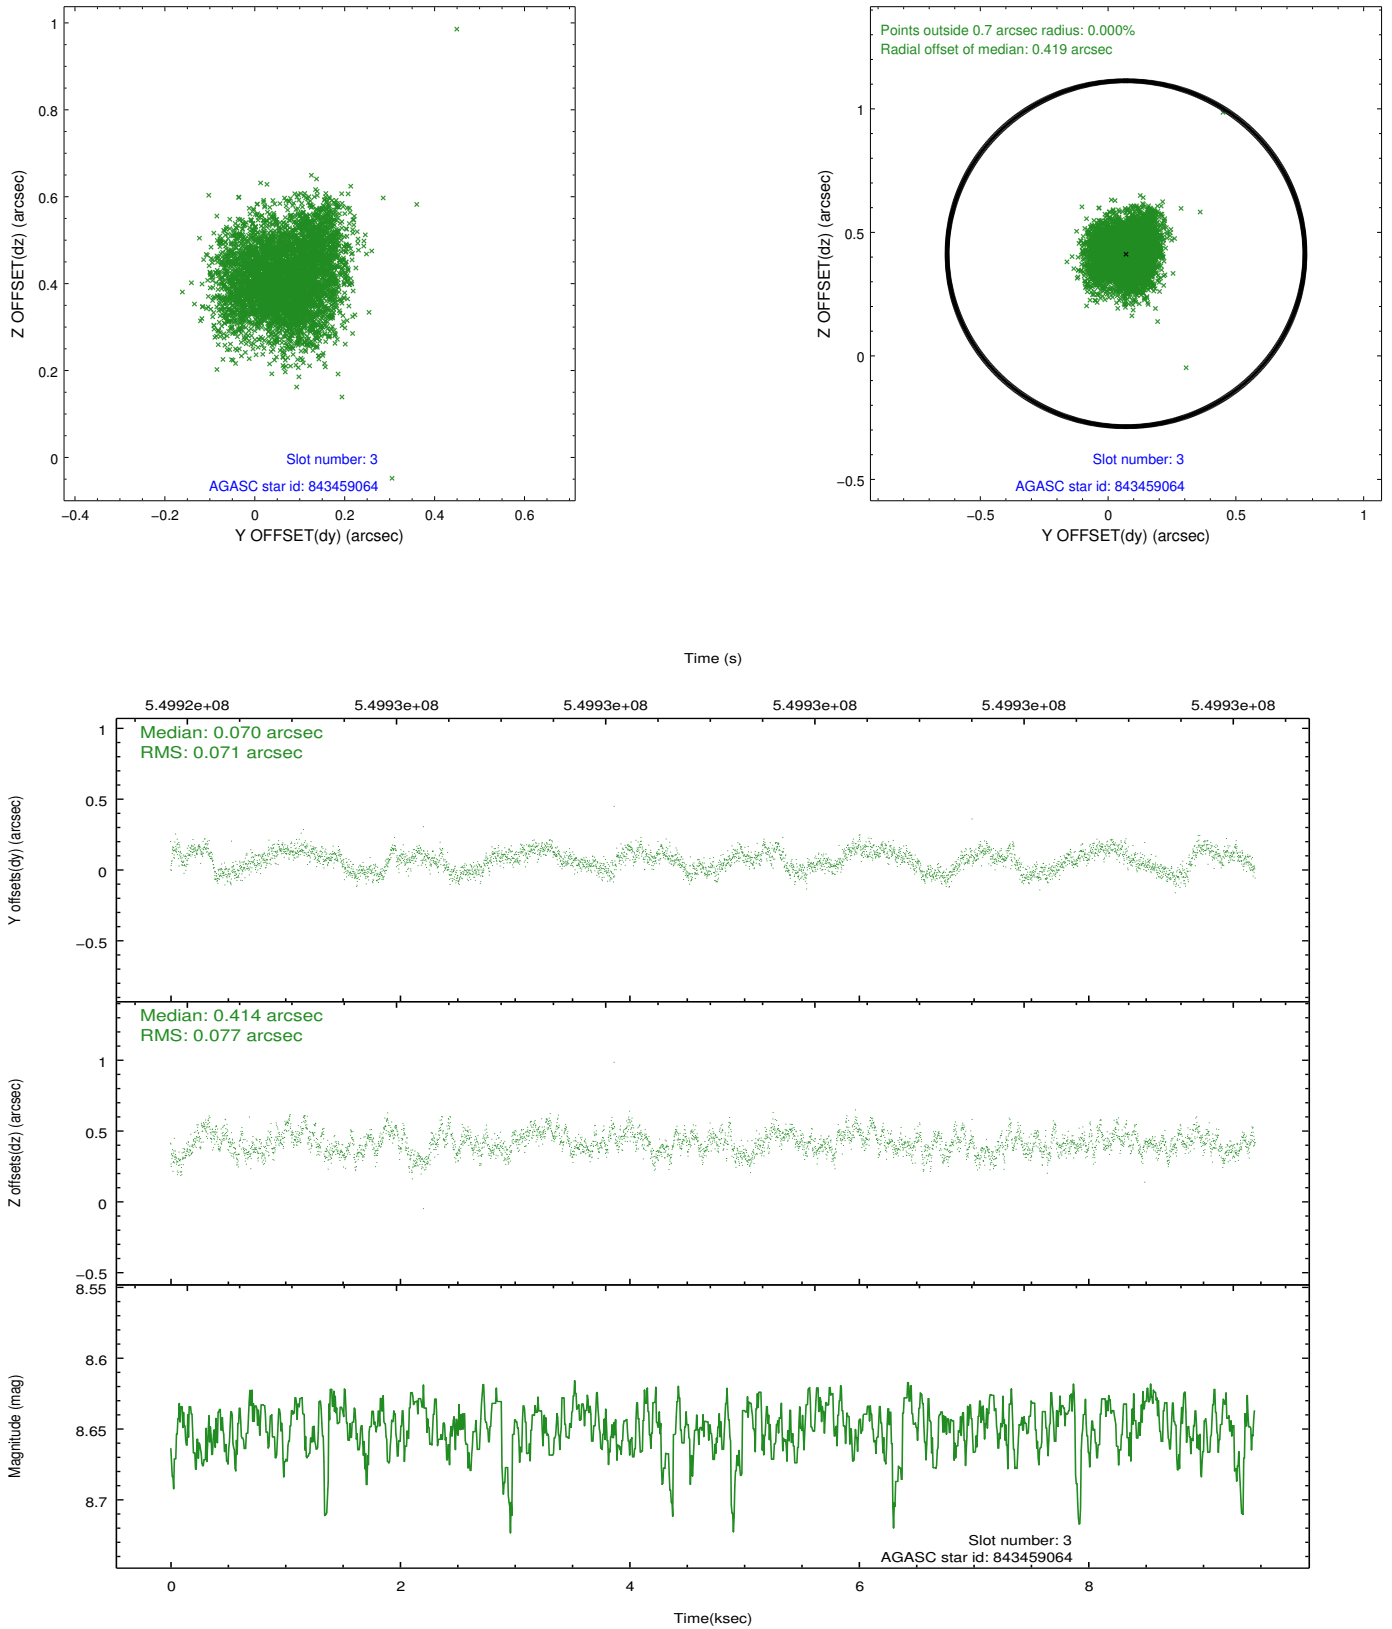 1
0.8
0.6
0.4
0.2
0
Z OFFSET(dz) (arcsec)
Slot number: 3
AGASC star id: 843459064
−0.4
−0.2
0
0.2
0.4
0.6
Y OFFSET(dy) (arcsec)
Points outside 0.7 arcsec radius: 0.000%
Radial offset of median: 0.419 arcsec
1
0.5
0
−0.5
Z OFFSET(dz) (arcsec)
Slot number: 3
AGASC star id: 843459064
−0.5
0
0.5
1
Y OFFSET(dy) (arcsec)
Time (s)
5.4992e+08
5.4993e+08
5.4993e+08
5.4993e+08
5.4993e+08
5.4993e+08
Median: 0.070 arcsec
RMS: 0.071 arcsec
1
0.5
0
−0.5
Y offsets(dy) (arcsec)
Median: 0.414 arcsec
RMS: 0.077 arcsec
1
0.5
0
−0.5
Z offsets(dz) (arcsec)
8.55
8.6
8.65
8.7
Magnitude (mag)
Slot number: 3
AGASC star id: 843459064
0
2
4
6
8
Time(ksec)